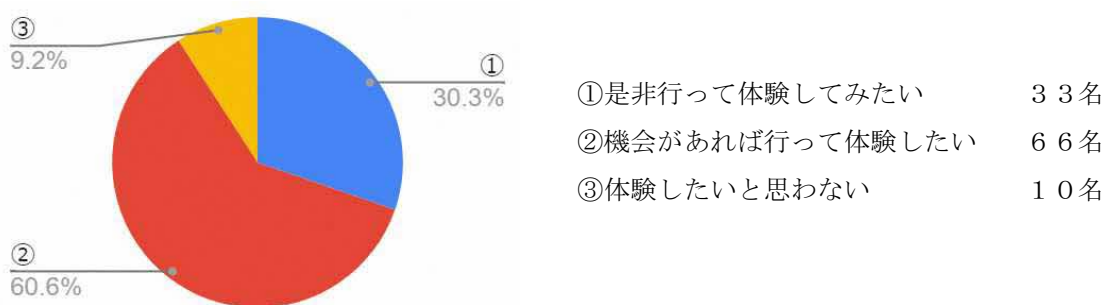 ③
9.2%
①
30.3%
②
60.6%
①是非行って体験してみたい　　　３３名
②機会があれば行って体験したい　６６名
③体験したいと思わない　　　　　１０名